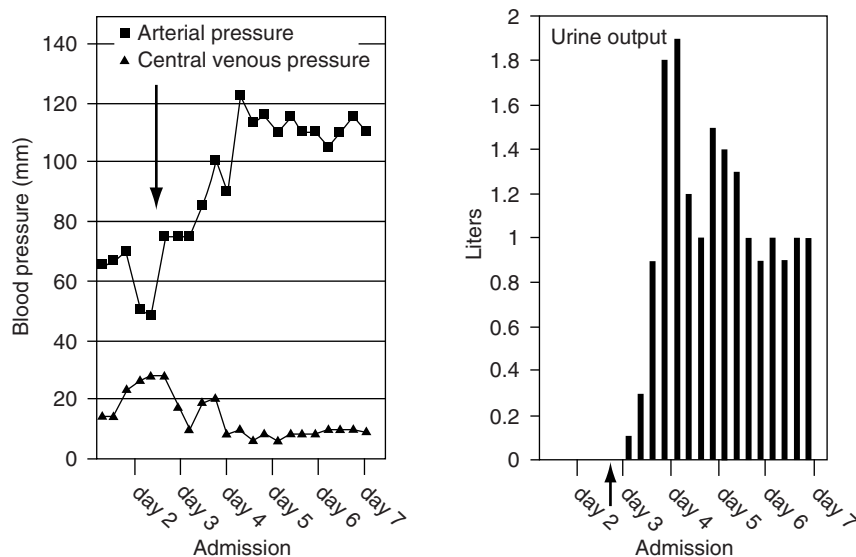 Arterial pressure
Central venous pressure
Blood pressure (mm)
140
120
100
80
60
40
20
0
day 2
day 3
day 4
day 5
day 6
day 7
Admission
Urine output
Liters
2
1.8
1.6
1.4
1.2
1
0.8
0.6
0.4
0.2
0
day 2
day 3
day 4
day 5
day 6
day 7
Admission